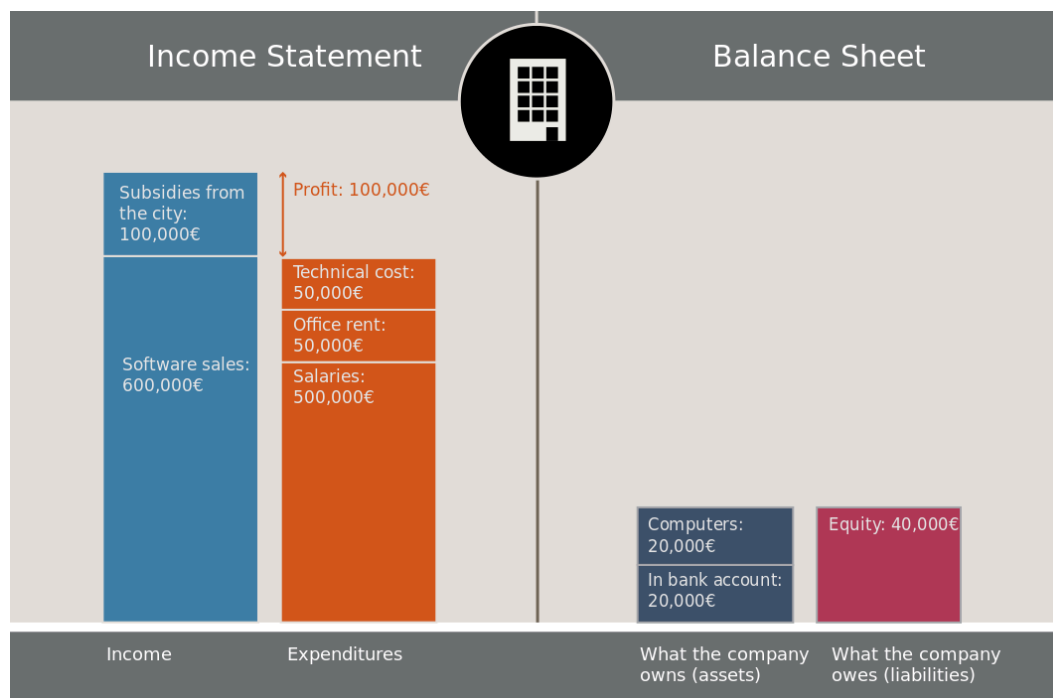 Income Statement
Balance Sheet
Subsidies from
the city:
100,000€
Software sales:
600,000€
Profit: 100,000€
Technical cost:
50,000€
Office rent:
50,000€
Salaries:
500,000€
Computers:
20,000€
In bank account:
20,000€
Equity: 40,000€
Income
Expenditures
What the company
owns (assets)
What the company
owes (liabilities)